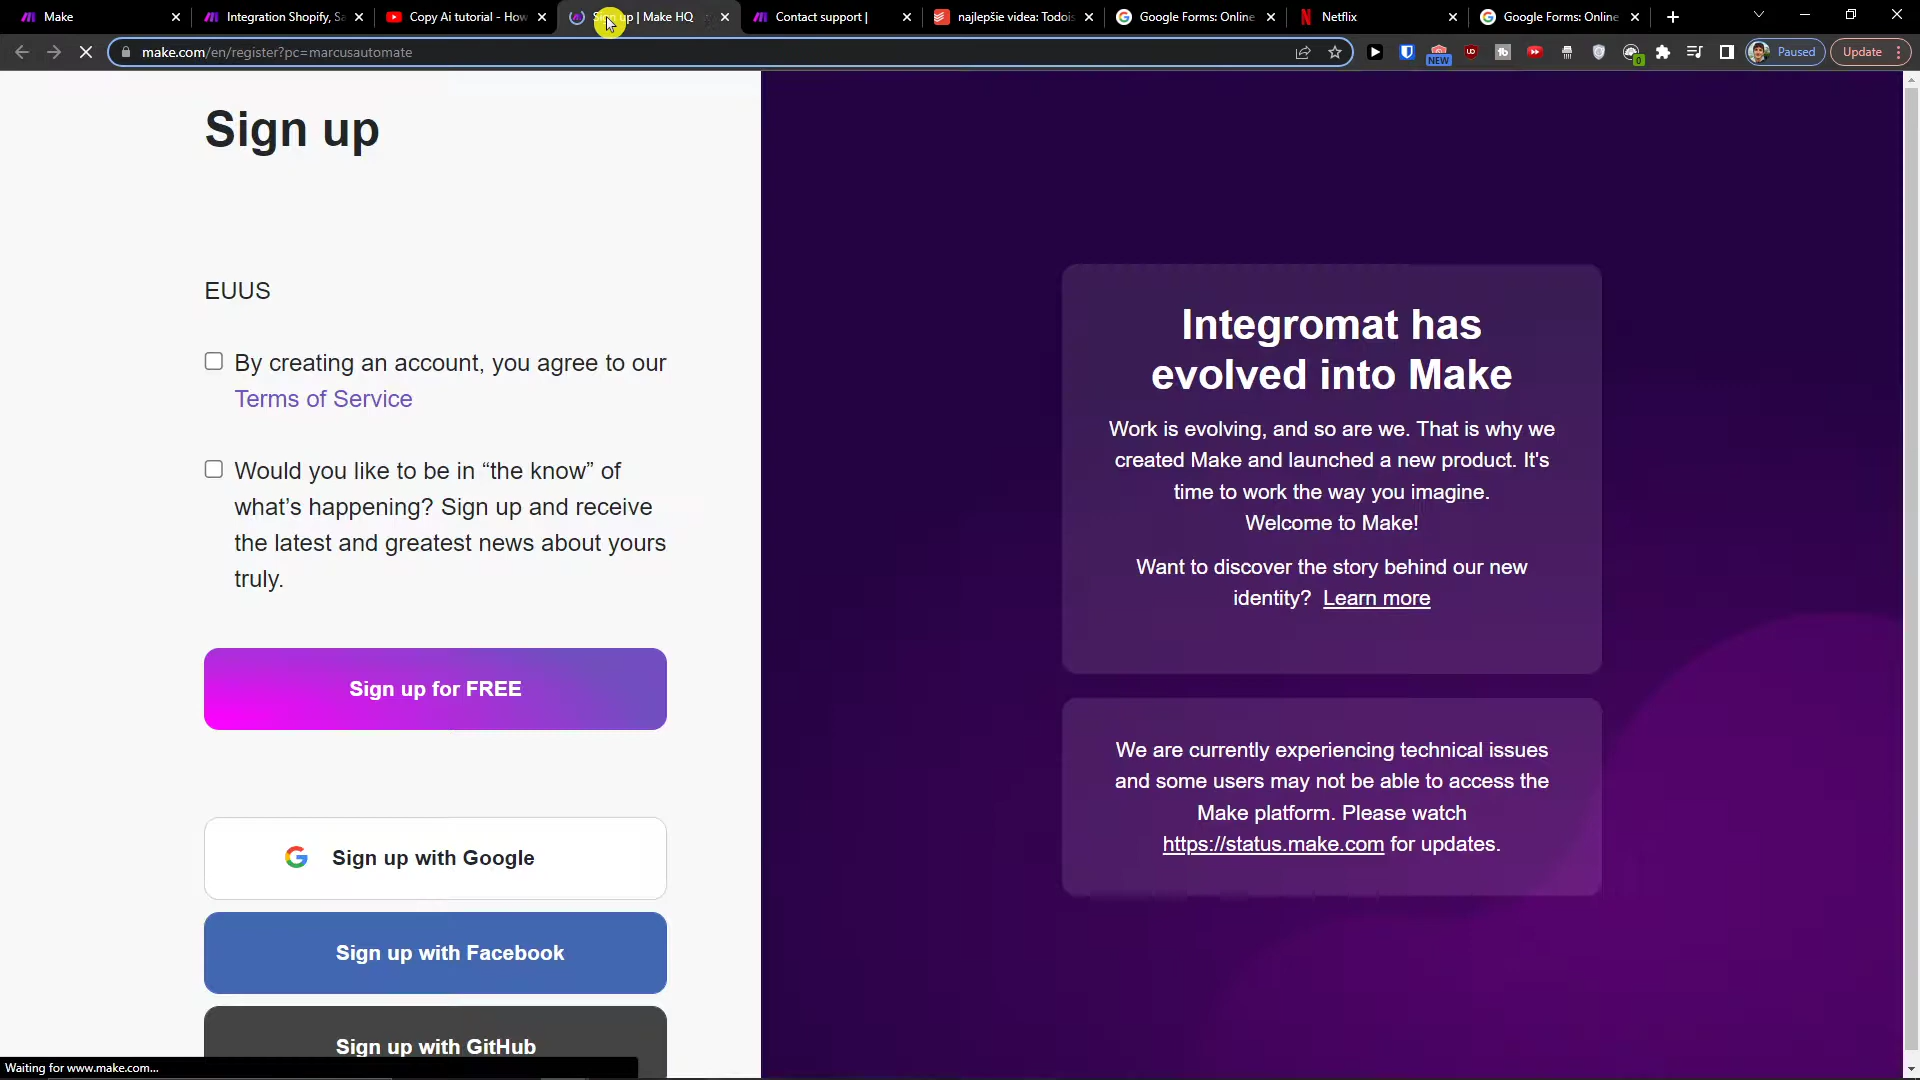 Make
Integration Shopify, Sa
Copy Ai tutorial - How
Sign up | Make HQ
Contact support |
najlepšie videa: Todois
Google Forms: Online
Netflix
Google Forms: Online
make.com/en/register?pc=marcusautomate
NEW
0
Paused
Update
Sign up
EUUS
By creating an account, you agree to our
Terms of Service
Would you like to be in “the know” of
what’s happening? Sign up and receive
the latest and greatest news about yours
truly.
Sign up for FREE
Sign up with Google
Sign up with Facebook
Sign up with GitHub
Integromat has
evolved into Make
Work is evolving, and so are we. That is why we
created Make and launched a new product. It's
time to work the way you imagine.
Welcome to Make!
Want to discover the story behind our new
identity? Learn more
We are currently experiencing technical issues
and some users may not be able to access the
Make platform. Please watch
https://status.make.com for updates.
Waiting for www.make.com...